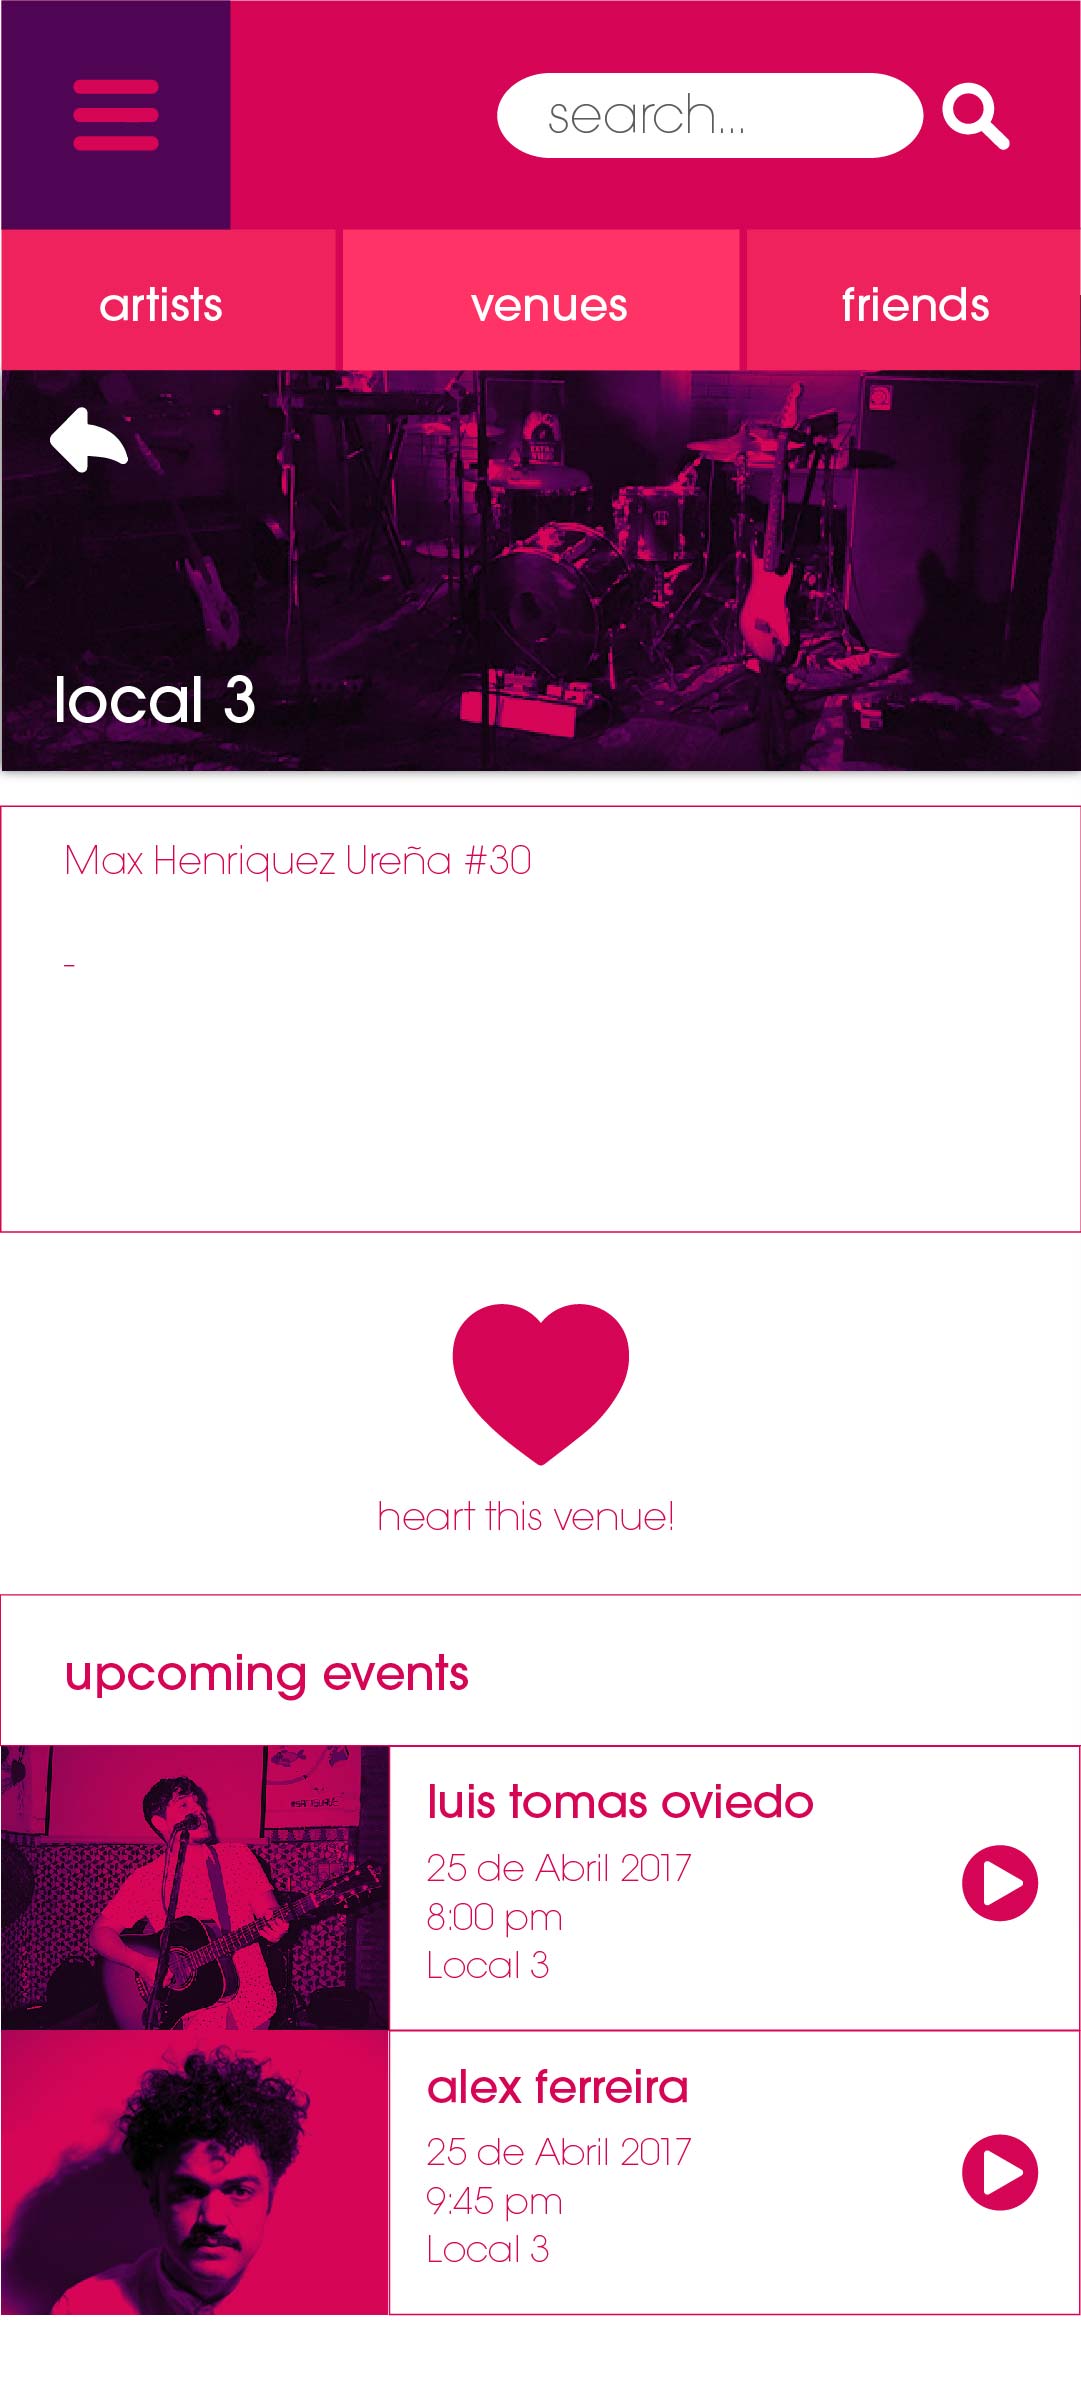 search...
artists
venues
friends
local 3
Max Henriquez Ureña #30
-
heart this venue!
upcoming events
luis tomas oviedo
25 de Abril 2017
8:00 pm
Local 3
alex ferreira
25 de Abril 2017
9:45 pm
Local 3